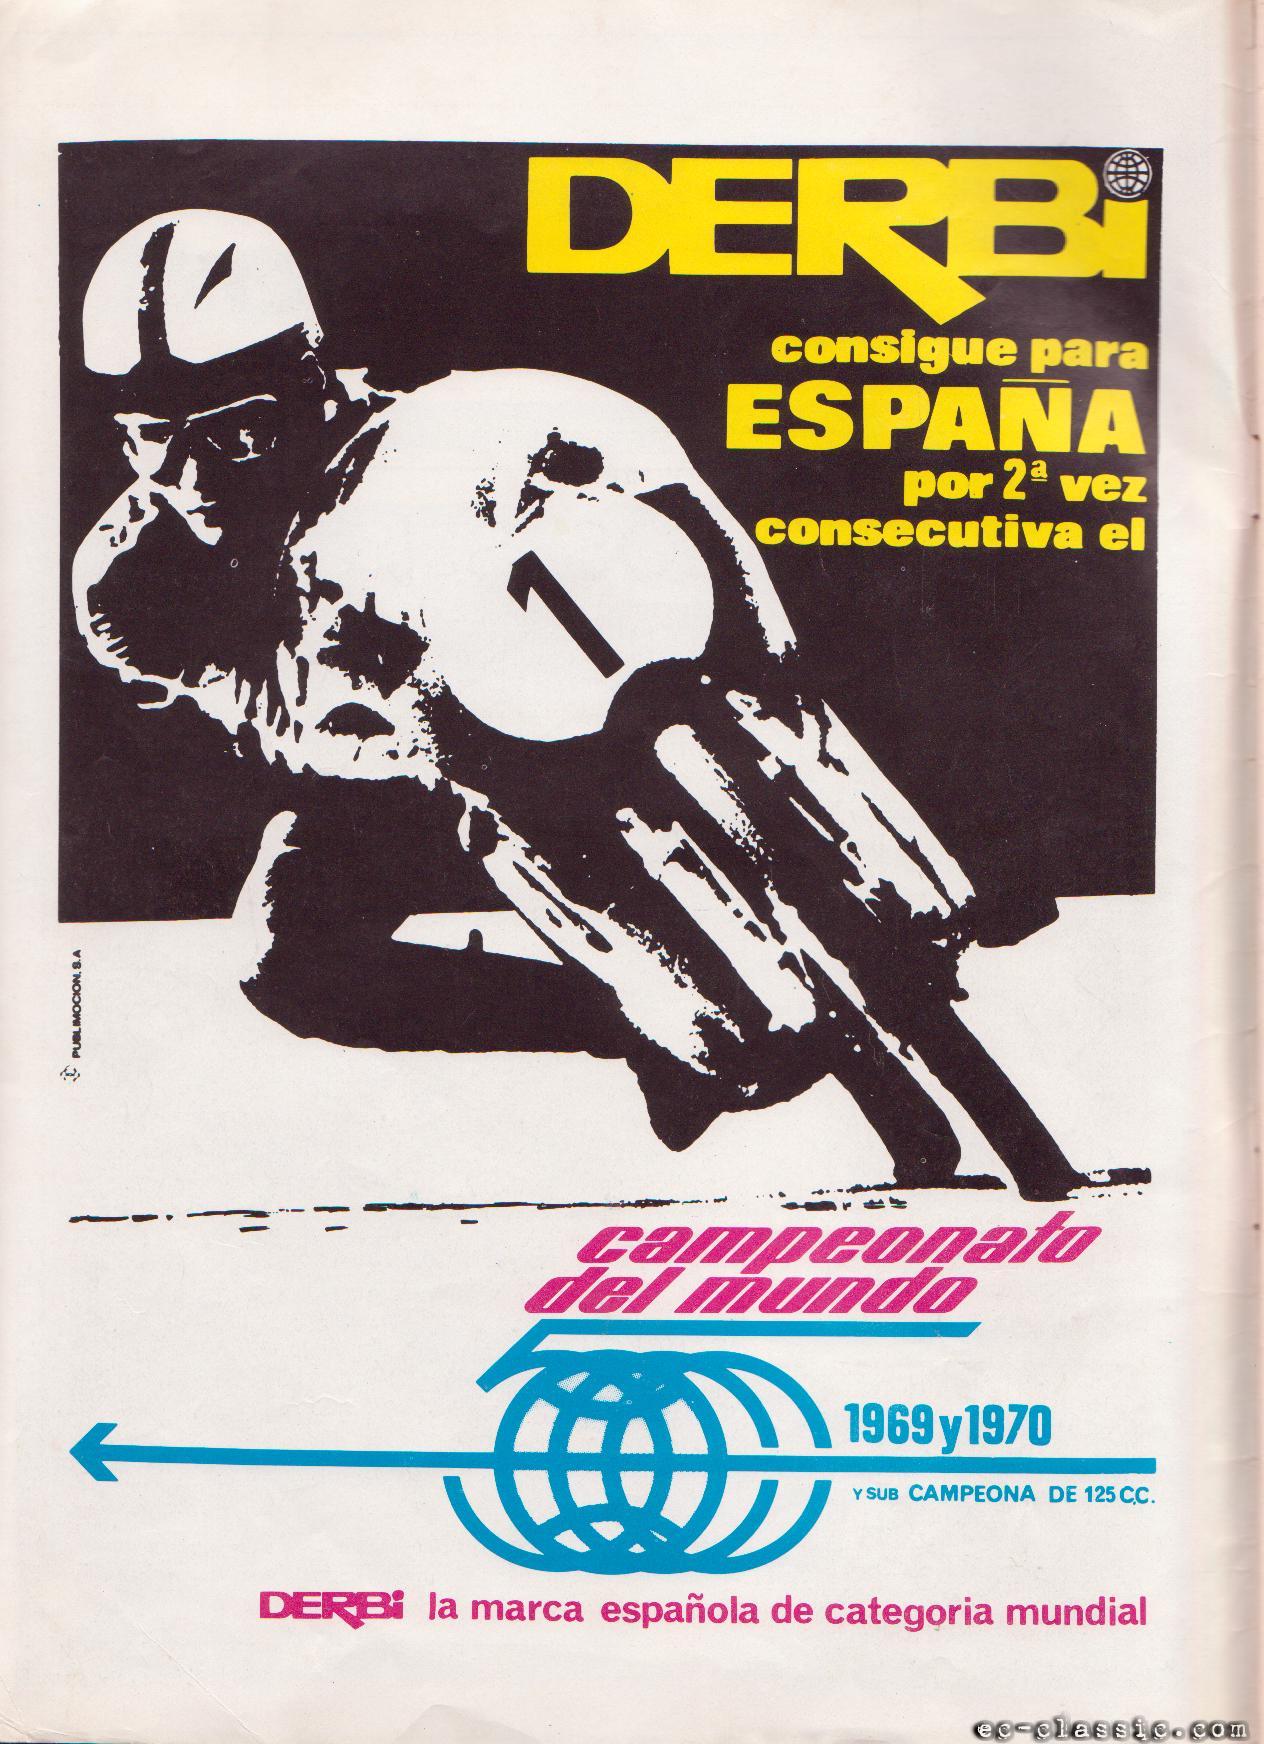 DERBi
consigue para
ESPAÑA
por 2ª vez
consecutiva el
1
PUBLIMOCION, S.A
campeonato
del mundo
50
1969 y 1970
Y SUB CAMPEONA DE 125 C.C.
DERBi la marca española de categoria mundial
ec-classic.com